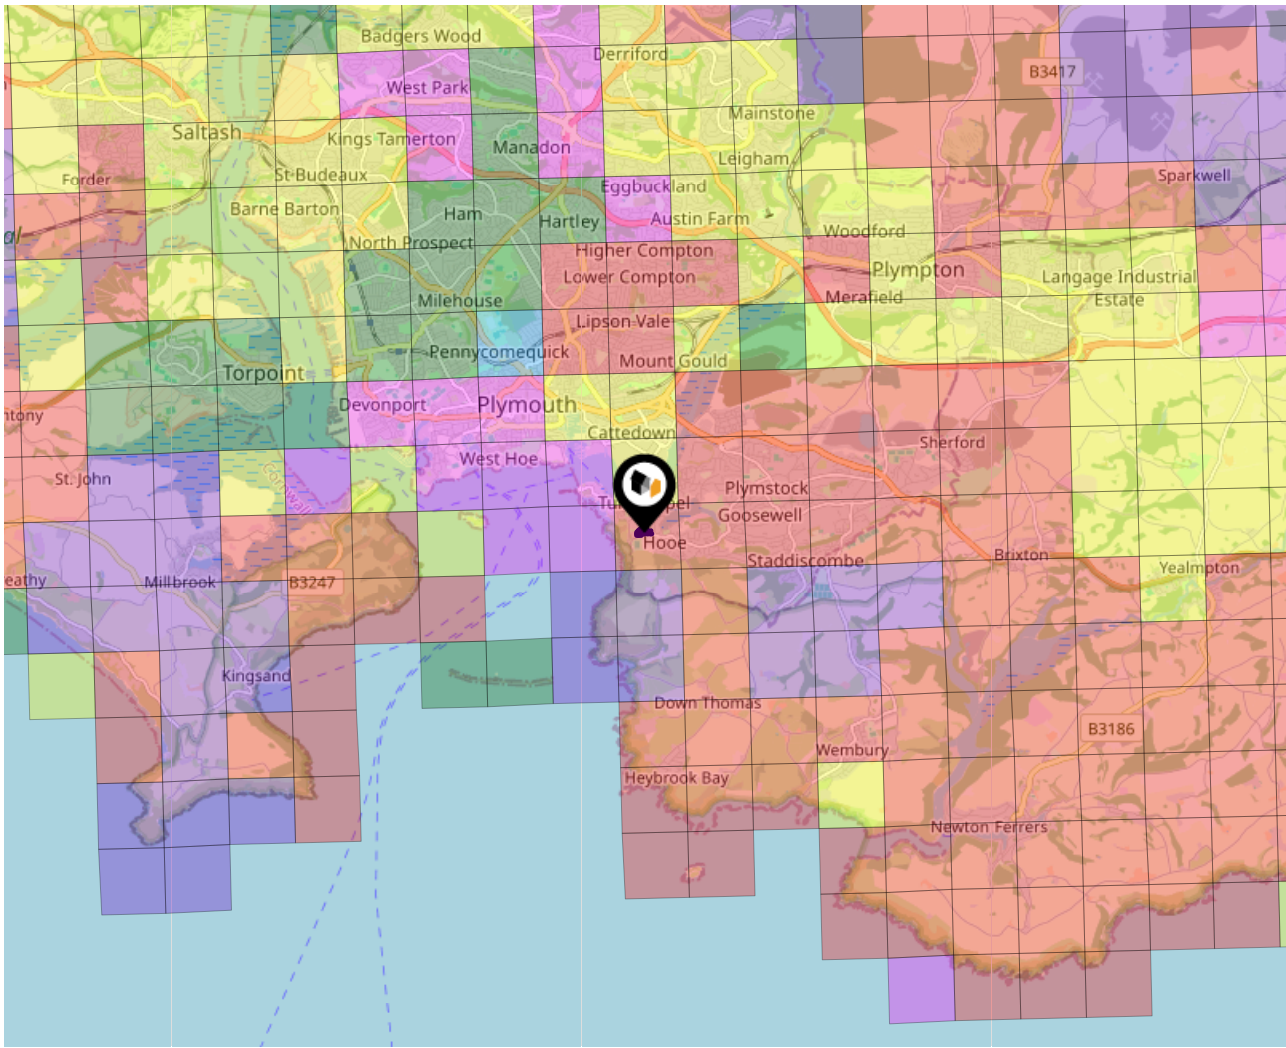 Badgers Wood
Derriford
B3417
West Park
Mainstone
Saltash
Kings Tamerton
Manadon
Leigham
Forder
St Budeaux
Eggbuckland
Sparkwell
Barne Barton
Ham
Hartley
Austin Farm
Woodford
North Prospect
Higher Compton
Lower Compton
Plympton
Langage Industrial
Estate
Milehouse
Merafield
Lipson Vale
Pennycomequick
Mount Gould
Torpoint
Devonport
Plymouth
ntony
Cattedown
Sherford
West Hoe
St. John
Cornwall
Plymstock
Goosewell
Hooe
Staddiscombe
Brixton
Yealmpton
eathy
Millbrook
B3247
Kingsand
Down Thomas
B3186
Wembury
Heybrook Bay
Newton Ferrers